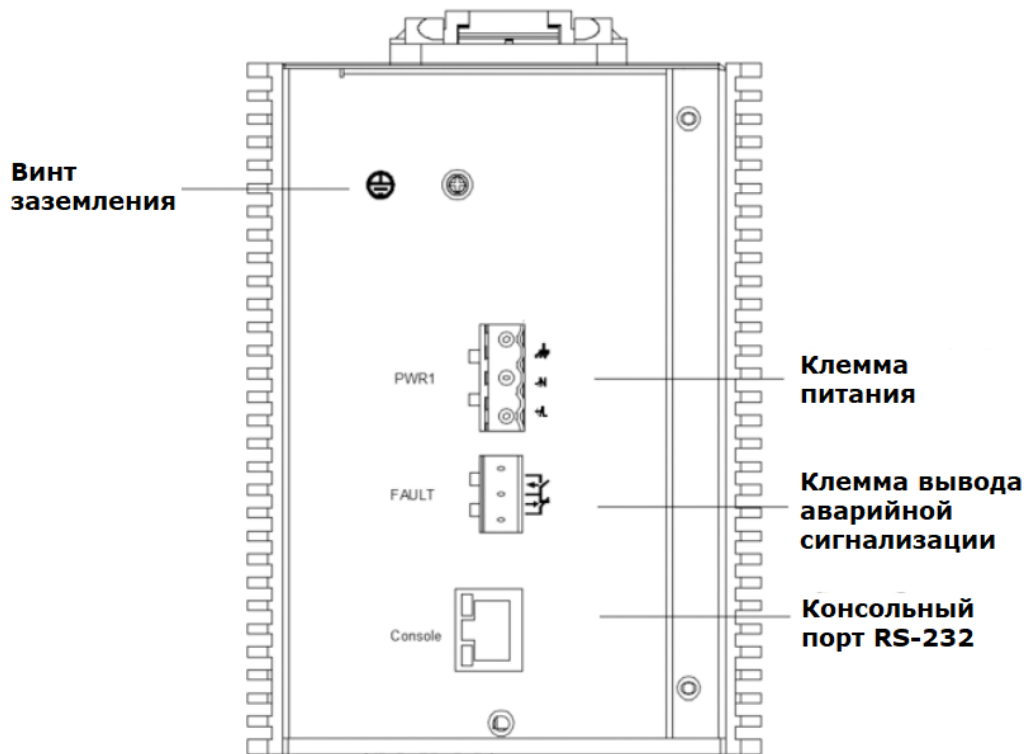 Винт
заземления
PWR1
-N
+/L
Клемма
питания
FAULT
Клемма вывода
аварийной
сигнализации
Console
Консольный
порт RS-232